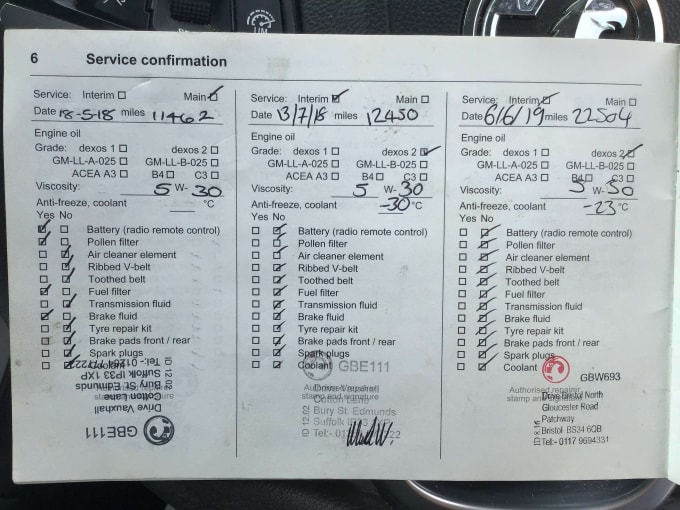 6 Service confirmation
Service: Interim ☐ Main ☑
Date 18-5-18 miles 11462
Engine oil
Grade: dexos 1 ☐ dexos 2 ☐
GM-LL-A-025 ☐ GM-LL-B-025 ☐
ACEA A3 ☐ B4 ☐ C3 ☐
Viscosity: 5 W- 30
Anti-freeze, coolant °C
Yes No
Battery (radio remote control)
Pollen filter
Air cleaner element
Ribbed V-belt
Toothed belt
Fuel filter
Transmission fluid
Brake fluid
Tyre repair kit
Brake pads front / rear
Spark plugs
Coolant
GBE111
Drive Vauxhall
Cotton Lane
Bury St. Edmunds
Suffolk IP33 1XP
Service: Interim ☑ Main ☐
Date 13/7/18 miles 12450
Engine oil
Grade: dexos 1 ☐ dexos 2 ☑
GM-LL-A-025 ☐ GM-LL-B-025 ☐
ACEA A3 ☐ B4 ☐ C3 ☐
Viscosity: 5 W- 30
Anti-freeze, coolant -30 °C
Yes No
Battery (radio remote control)
Pollen filter
Air cleaner element
Ribbed V-belt
Toothed belt
Fuel filter
Transmission fluid
Brake fluid
Tyre repair kit
Brake pads front / rear
Spark plugs
Coolant
GBE111
Cotton Lane
stamp and signature
Bury St. Edmunds
Suffolk
Tel:-
Service: Interim ☑ Main ☐
Date 6/6/19 miles 22504
Engine oil
Grade: dexos 1 ☐ dexos 2 ☑
GM-LL-A-025 ☐ GM-LL-B-025 ☐
ACEA A3 ☐ B4 ☐ C3 ☐
Viscosity: 5 W- 30
Anti-freeze, coolant -23 °C
Yes No
Battery (radio remote control)
Pollen filter
Air cleaner element
Ribbed V-belt
Toothed belt
Fuel filter
Transmission fluid
Brake fluid
Tyre repair kit
Brake pads front / rear
Spark plugs
Coolant
GBW693
Authorised repairer
stamp and signature
Drive Bristol North
Gloucester Road
Patchway
Bristol BS34 6QB
Tel:- 0117 9694331